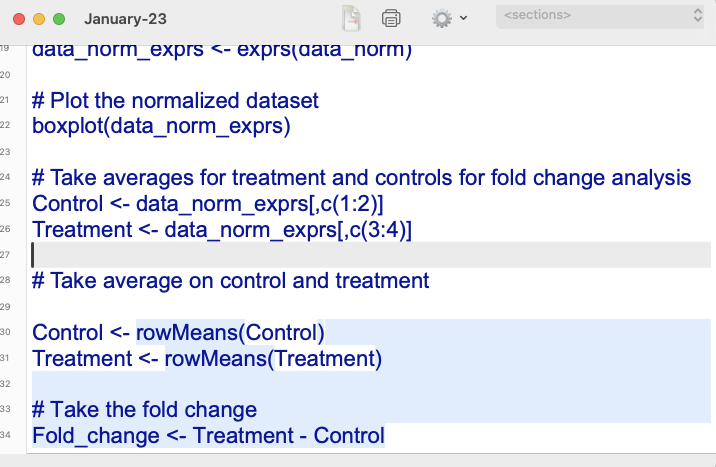 January-23
<sections>
19 data_norm_exprs <- exprs(data_norm)
20
21 # Plot the normalized dataset
22 boxplot(data_norm_exprs)
23
24 # Take averages for treatment and controls for fold change analysis
25 Control <- data_norm_exprs[,c(1:2)]
26 Treatment <- data_norm_exprs[,c(3:4)]
27
28 # Take average on control and treatment
29
30 Control <- rowMeans(Control)
31 Treatment <- rowMeans(Treatment)
32
33 # Take the fold change
34 Fold_change <- Treatment - Control